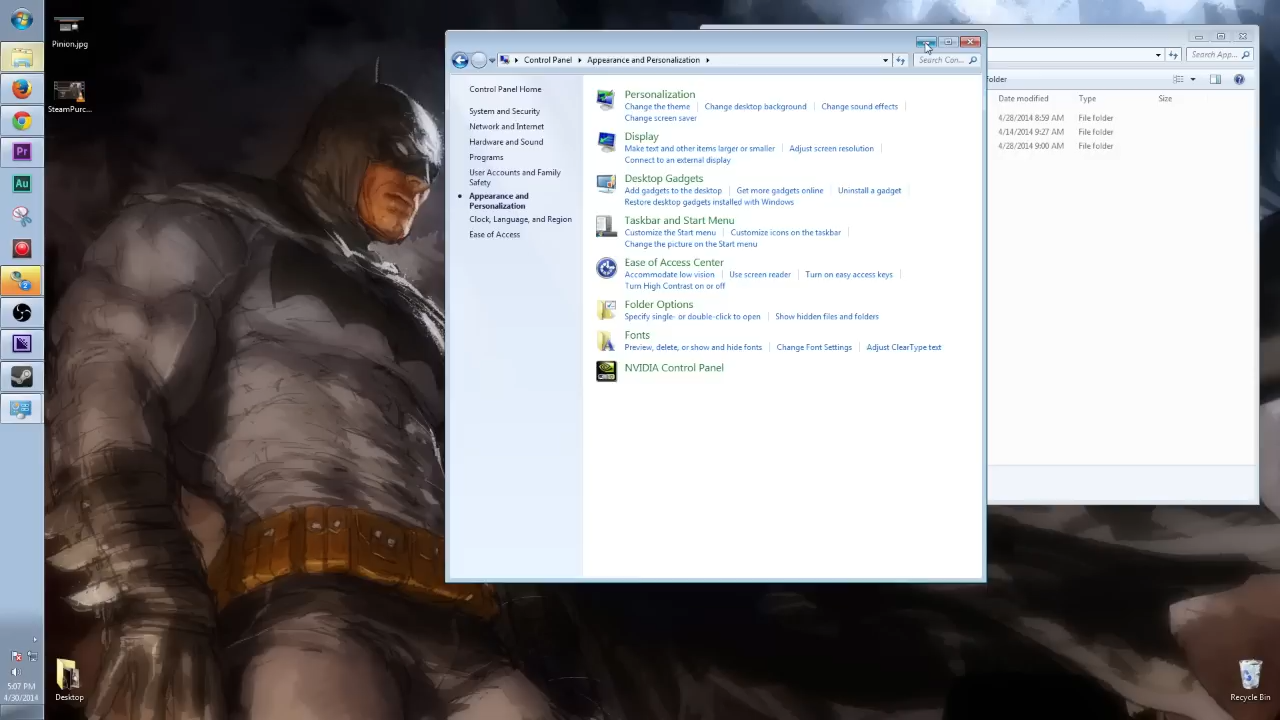 Pinion.jpg
SteamPurc...
Control Panel
Appearance and Personalization
Search Con...
Search App...
Control Panel Home
System and Security
Network and Internet
Hardware and Sound
Programs
User Accounts and Family
Safety
Appearance and
Personalization
Clock, Language, and Region
Ease of Access
Personalization
Change the theme
Change desktop background
Change sound effects
Change screen saver
Display
Make text and other items larger or smaller
Adjust screen resolution
Connect to an external display
Desktop Gadgets
Add gadgets to the desktop
Get more gadgets online
Uninstall a gadget
Restore desktop gadgets installed with Windows
Taskbar and Start Menu
Customize the Start menu
Customize icons on the taskbar
Change the picture on the Start menu
Ease of Access Center
Accommodate low vision
Use screen reader
Turn on easy access keys
Turn High Contrast on or off
Folder Options
Specify single- or double-click to open
Show hidden files and folders
Fonts
Preview, delete, or show and hide fonts
Change Font Settings
Adjust ClearType text
NVIDIA Control Panel
older
Date modified
Type
Size
4/28/2014 8:59 AM
File folder
4/14/2014 9:27 AM
File folder
4/28/2014 9:00 AM
File folder
Pr
Au
5:07 PM
4/30/2014
Desktop
Recycle Bin